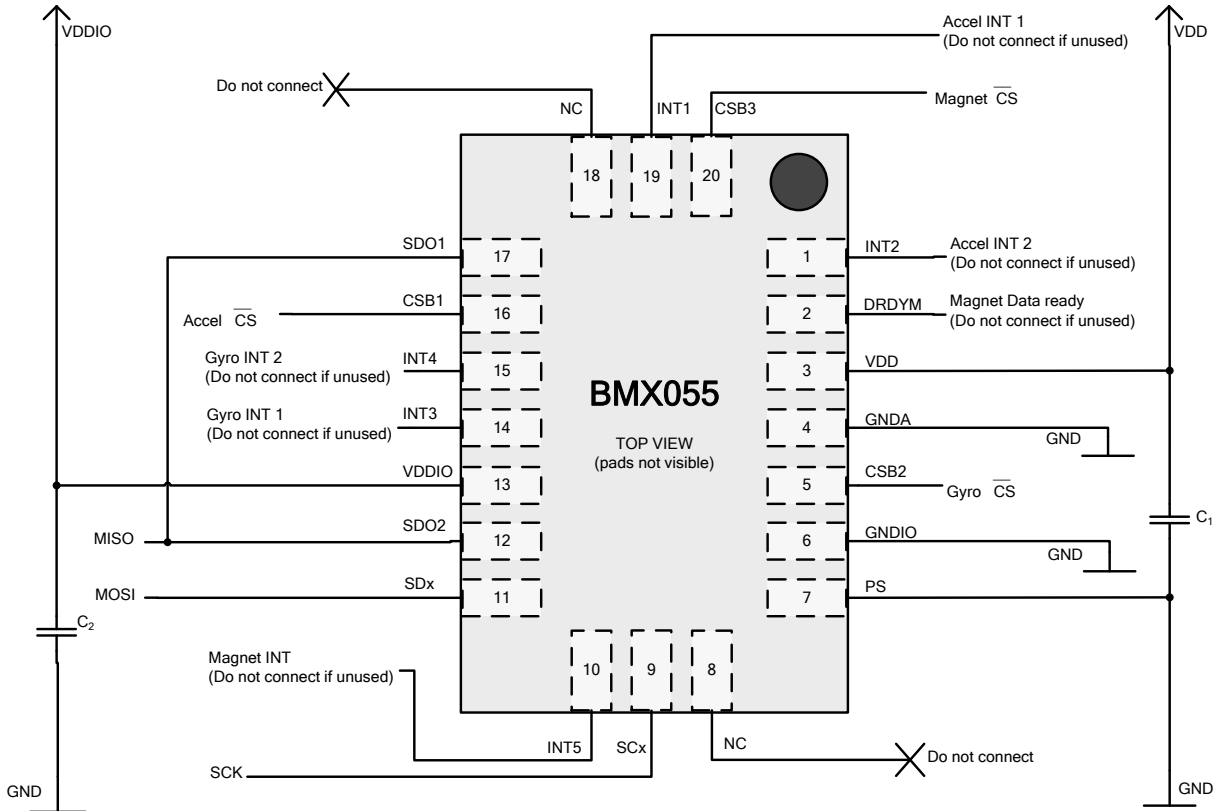 VDDIO
Accel INT 1
(Do not connect if unused)
VDD
Do not connect
Magnet CS
NC
INT1
CSB3
18
19
20
SDO1
17
1
INT2
Accel INT 2
(Do not connect if unused)
Accel CS
CSB1
16
2
DRDYM
Magnet Data ready
(Do not connect if unused)
Gyro INT 2
(Do not connect if unused)
INT4
15
3
VDD
BMX055
Gyro INT 1
(Do not connect if unused)
INT3
14
4
GNDA
GND
TOP VIEW
(pads not visible)
VDDIO
13
5
CSB2
Gyro CS
MISO
SDO2
12
6
GNDIO
GND
C1
MOSI
SDx
11
7
PS
C2
Magnet INT
(Do not connect if unused)
10
9
8
INT5
SCx
NC
Do not connect
SCK
GND
GND